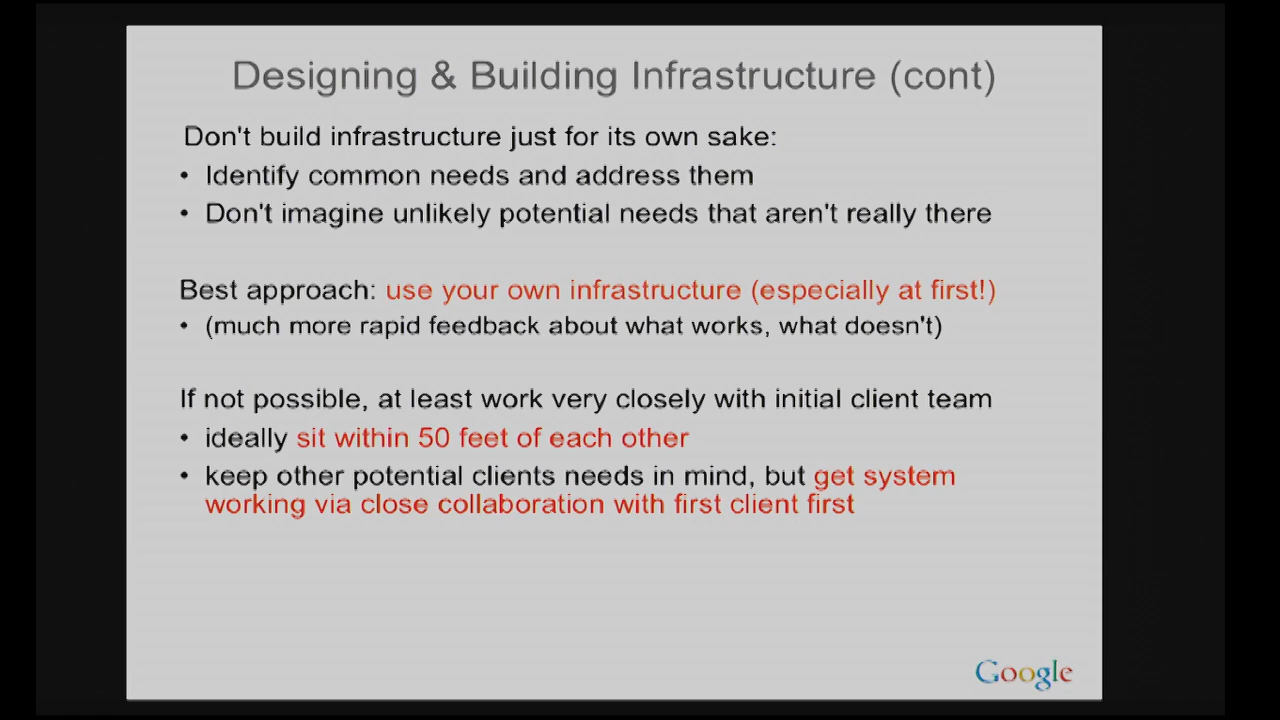 Designing & Building Infrastructure (cont)
Don't build infrastructure just for its own sake:
• Identify common needs and address them
• Don't imagine unlikely potential needs that aren't really there
Best approach: use your own infrastructure (especially at first!)
• (much more rapid feedback about what works, what doesn't)
If not possible, at least work very closely with initial client team
• ideally sit within 50 feet of each other
• keep other potential clients needs in mind, but get system
working via close collaboration with first client first
Google